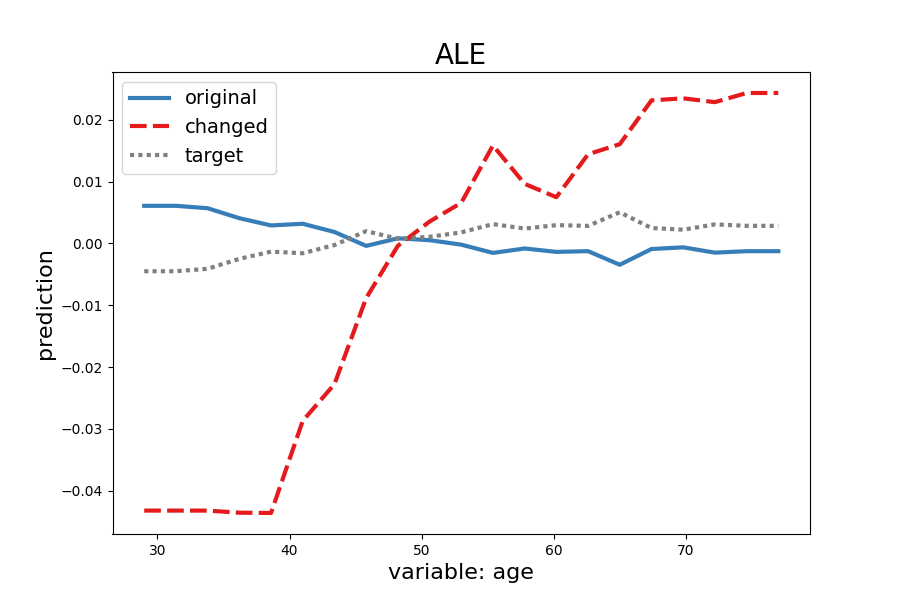 ALE
original
changed
target
prediction
0.02
0.01
0.00
−0.01
−0.02
−0.03
−0.04
30 40 50 60 70
variable: age